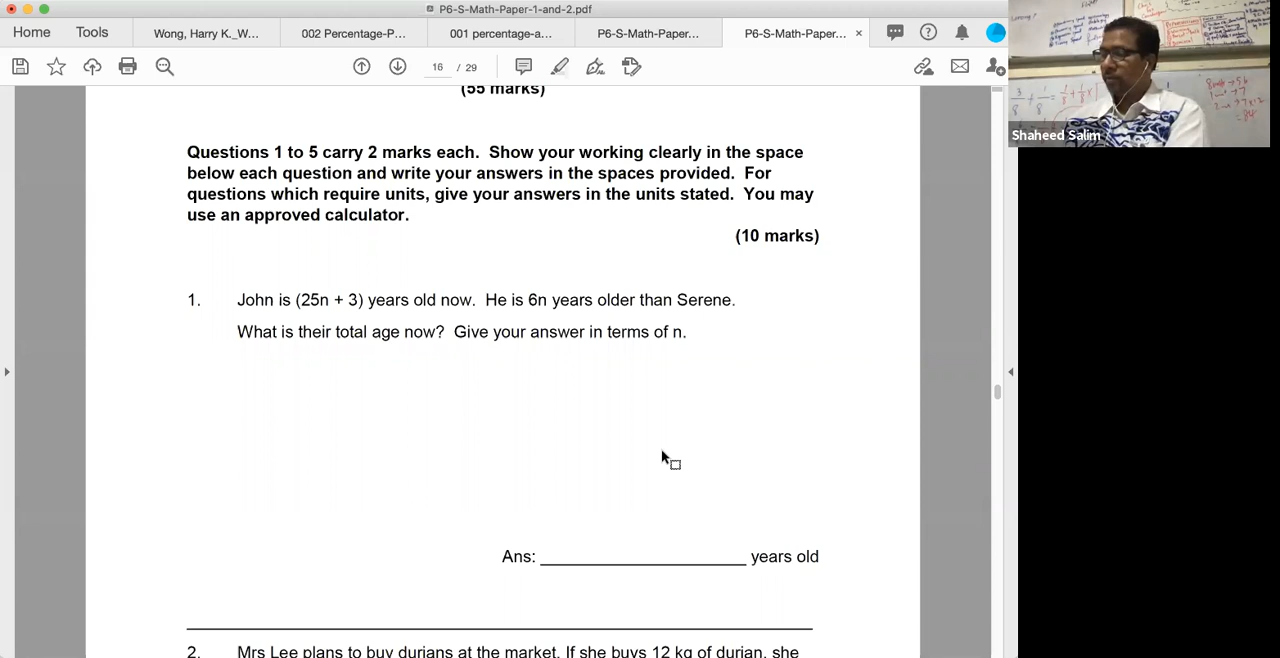 P6-S-Math-Paper-1-and-2.pdf
Home Tools Wong, Harry K._W... 002 Percentage-P... 001 percentage-a... P6-S-Math-Paper... P6-S-Math-Paper... ×
16 / 29
(55 marks)
Questions 1 to 5 carry 2 marks each. Show your working clearly in the space
below each question and write your answers in the spaces provided. For
questions which require units, give your answers in the units stated. You may
use an approved calculator.
(10 marks)
1. John is (25n + 3) years old now. He is 6n years older than Serene.
What is their total age now? Give your answer in terms of n.
Ans: ______________________ years old
2. Mrs Lee plans to buy durians at the market. If she buys 12 kg of durian, she
Shaheed Salim